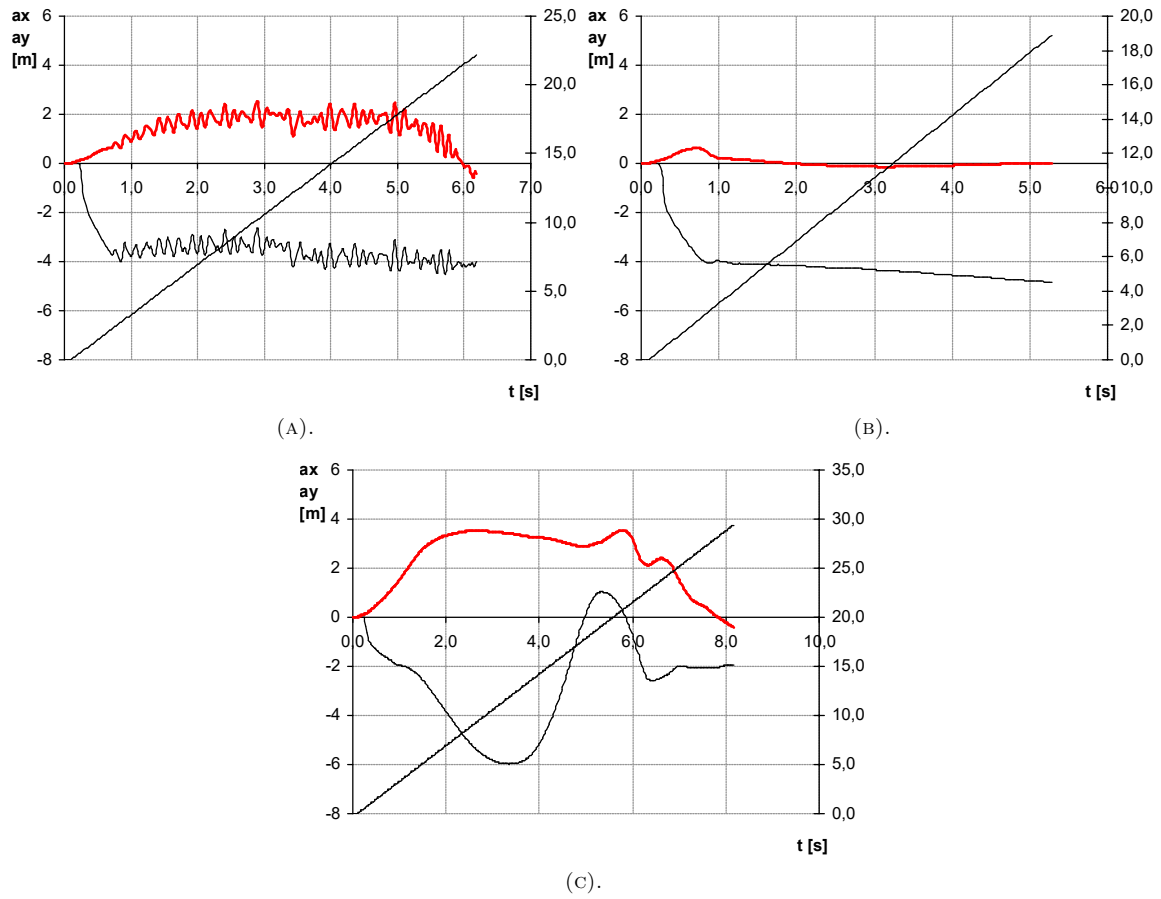 ax 6 25,0
ay
[m] 4 20,0
2 15,0
0
0,0 1,0 2,0 3,0 4,0 5,0 6,0 7,0
-2 10,0
-4
-6 5,0
-8 0,0
t [s]
(A).
ax 6 20,0
ay 18,0
[m] 4 16,0
2 14,0
0 12,0
0,0 1,0 2,0 3,0 4,0 5,0 6,0 10,0
-2 8,0
-4 6,0
-6 4,0
2,0
-8 0,0
t [s]
(B).
ax 6 35,0
ay
[m] 4 30,0
2 25,0
0 20,0
0,0 2,0 4,0 6,0 8,0 10,0
-2 15,0
-4 10,0
-6 5,0
-8 0,0
t [s]
(C).